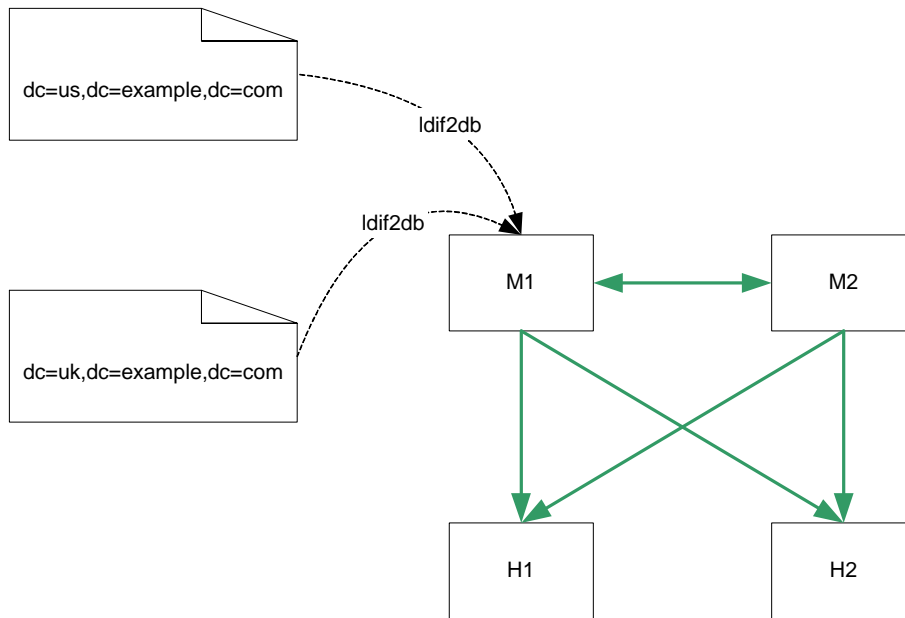 dc=us,dc=example,dc=com
ldif2db
ldif2db
M1
M2
dc=uk,dc=example,dc=com
H1
H2